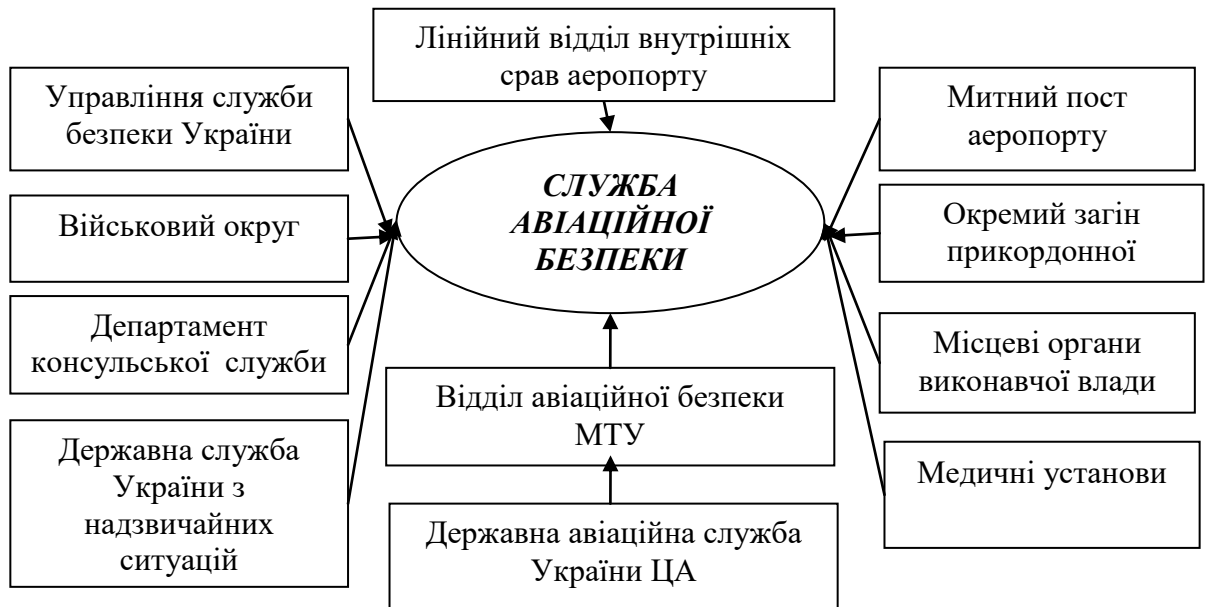 Лінійний відділ внутрішніх
срав аеропорту
Управління служби
безпеки України
Митний пост
аеропорту
СЛУЖБА
АВІАЦІЙНОЇ
БЕЗПЕКИ
Військовий округ
Окремий загін
прикордонної
Департамент
консульської служби
Місцеві органи
виконавчої влади
Відділ авіаційної безпеки
МТУ
Державна служба
України з
надзвичайних
ситуацій
Медичні установи
Державна авіаційна служба
України ЦА